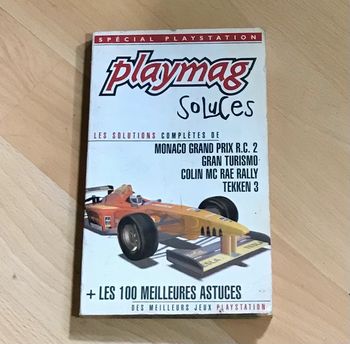 SPÉCIAL PLAYSTATION
playmag
soluces
LES SOLUTIONS COMPLÈTES DE
MONACO GRAND PRIX R.C. 2
GRAN TURISMO
COLIN MC RAE RALLY
TEKKEN 3
+ LES 100 MEILLEURES ASTUCES
DES MEILLEURS JEUX PLAYSTATION